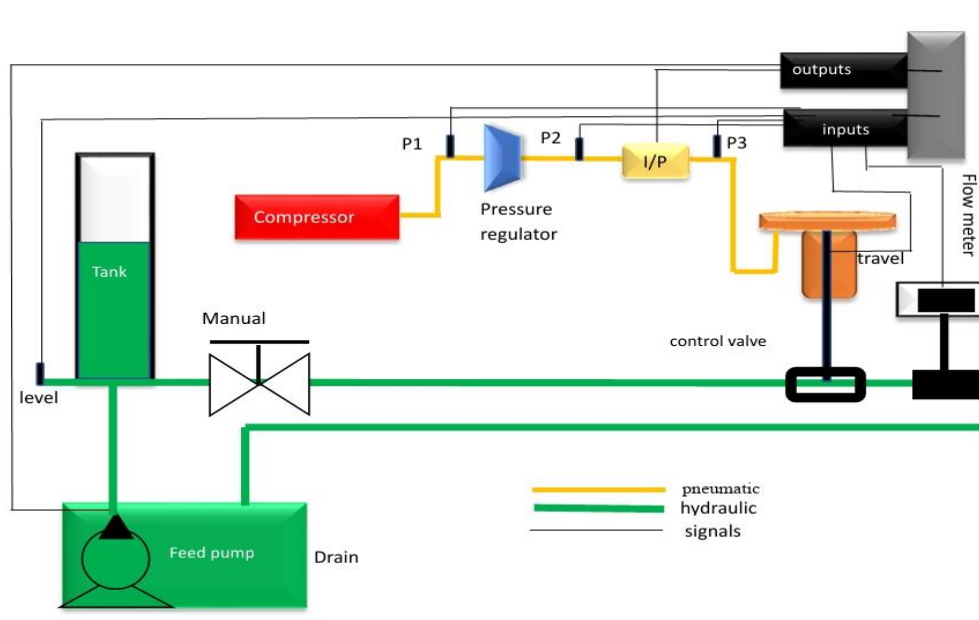 outputs
inputs
P1
P2
P3
I/P
Flow meter
Compressor
Pressure
regulator
Tank
travel
Manual
control valve
level
pneumatic
hydraulic
signals
Feed pump
Drain